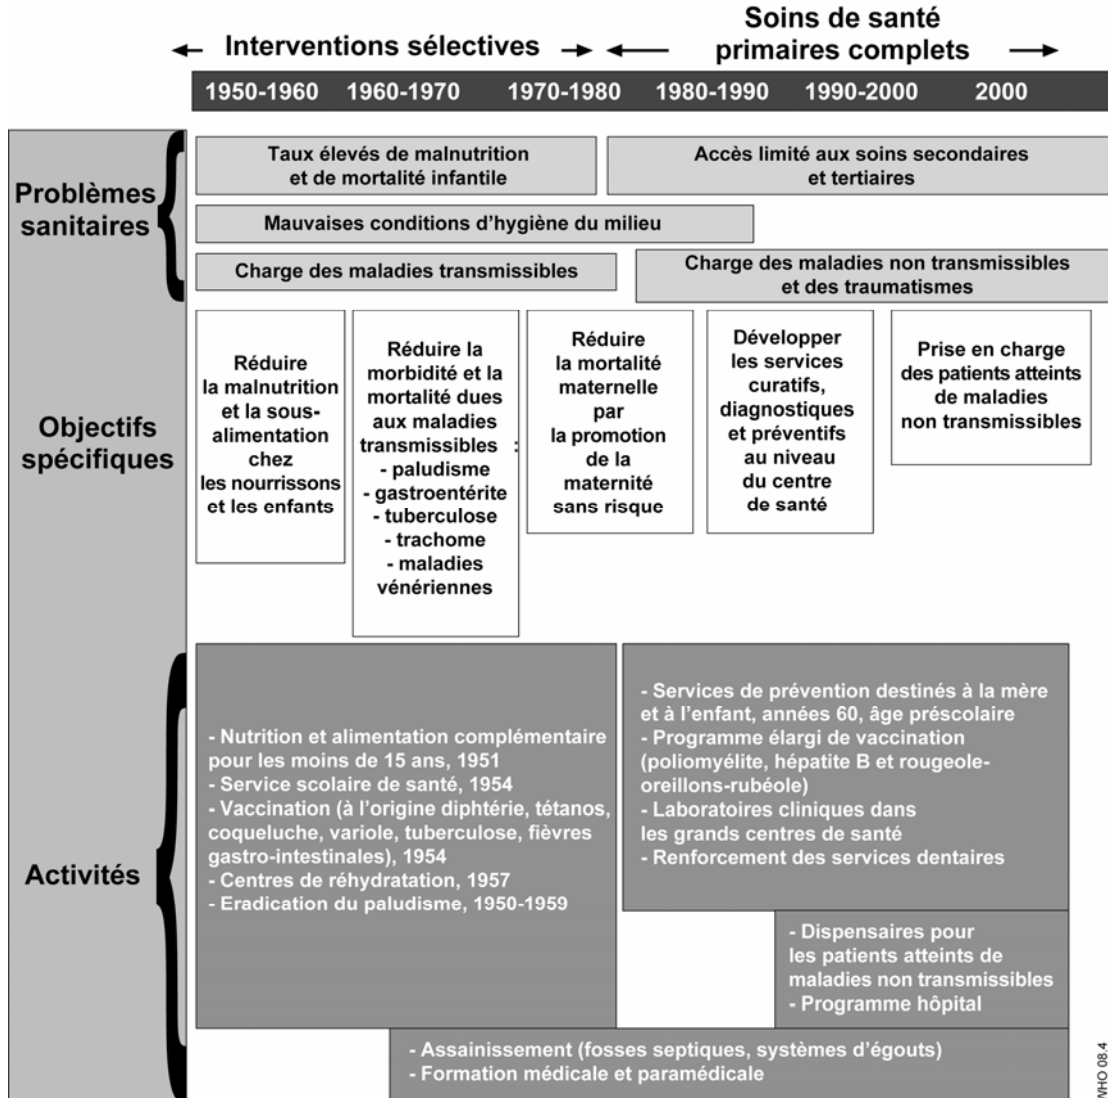 Interventions sélectives
Soins de santé
primaires complets
1950-1960 1960-1970 1970-1980 1980-1990 1990-2000 2000
Problèmes
sanitaires
Taux élevés de malnutrition
et de mortalité infantile
Accès limité aux soins secondaires
et tertiaires
Mauvaises conditions d'hygiène du milieu
Charge des maladies transmissibles
Charge des maladies non transmissibles
et des traumatismes
Objectifs
spécifiques
Réduire
la malnutrition
et la sous-
alimentation
chez
les nourrissons
et les enfants
Réduire la
morbidité et la
mortalité dues
aux maladies
transmissibles :
- paludisme
- gastroentérite
- tuberculose
- trachome
- maladies
vénériennes
Réduire
la mortalité
maternelle
par
la promotion
de la
maternité
sans risque
Développer
les services
curatifs,
diagnostiques
et préventifs
au niveau
du centre
de santé
Prise en charge
des patients atteints
de maladies
non transmissibles
Activités
- Nutrition et alimentation complémentaire
pour les moins de 15 ans, 1951
- Service scolaire de santé, 1954
- Vaccination (à l'origine diphtérie, tétanos,
coqueluche, variole, tuberculose, fièvres
gastro-intestinales), 1954
- Centres de réhydratation, 1957
- Eradication du paludisme, 1950-1959
- Services de prévention destinés à la mère
et à l'enfant, années 60, âge préscolaire
- Programme élargi de vaccination
(poliomyélite, hépatite B et rougeole-
oreillons-rubéole)
- Laboratoires cliniques dans
les grands centres de santé
- Renforcement des services dentaires
- Dispensaires pour
les patients atteints de
maladies non transmissibles
- Programme hôpital
- Assainissement (fosses septiques, systèmes d'égouts)
- Formation médicale et paramédicale
WHO 08.4